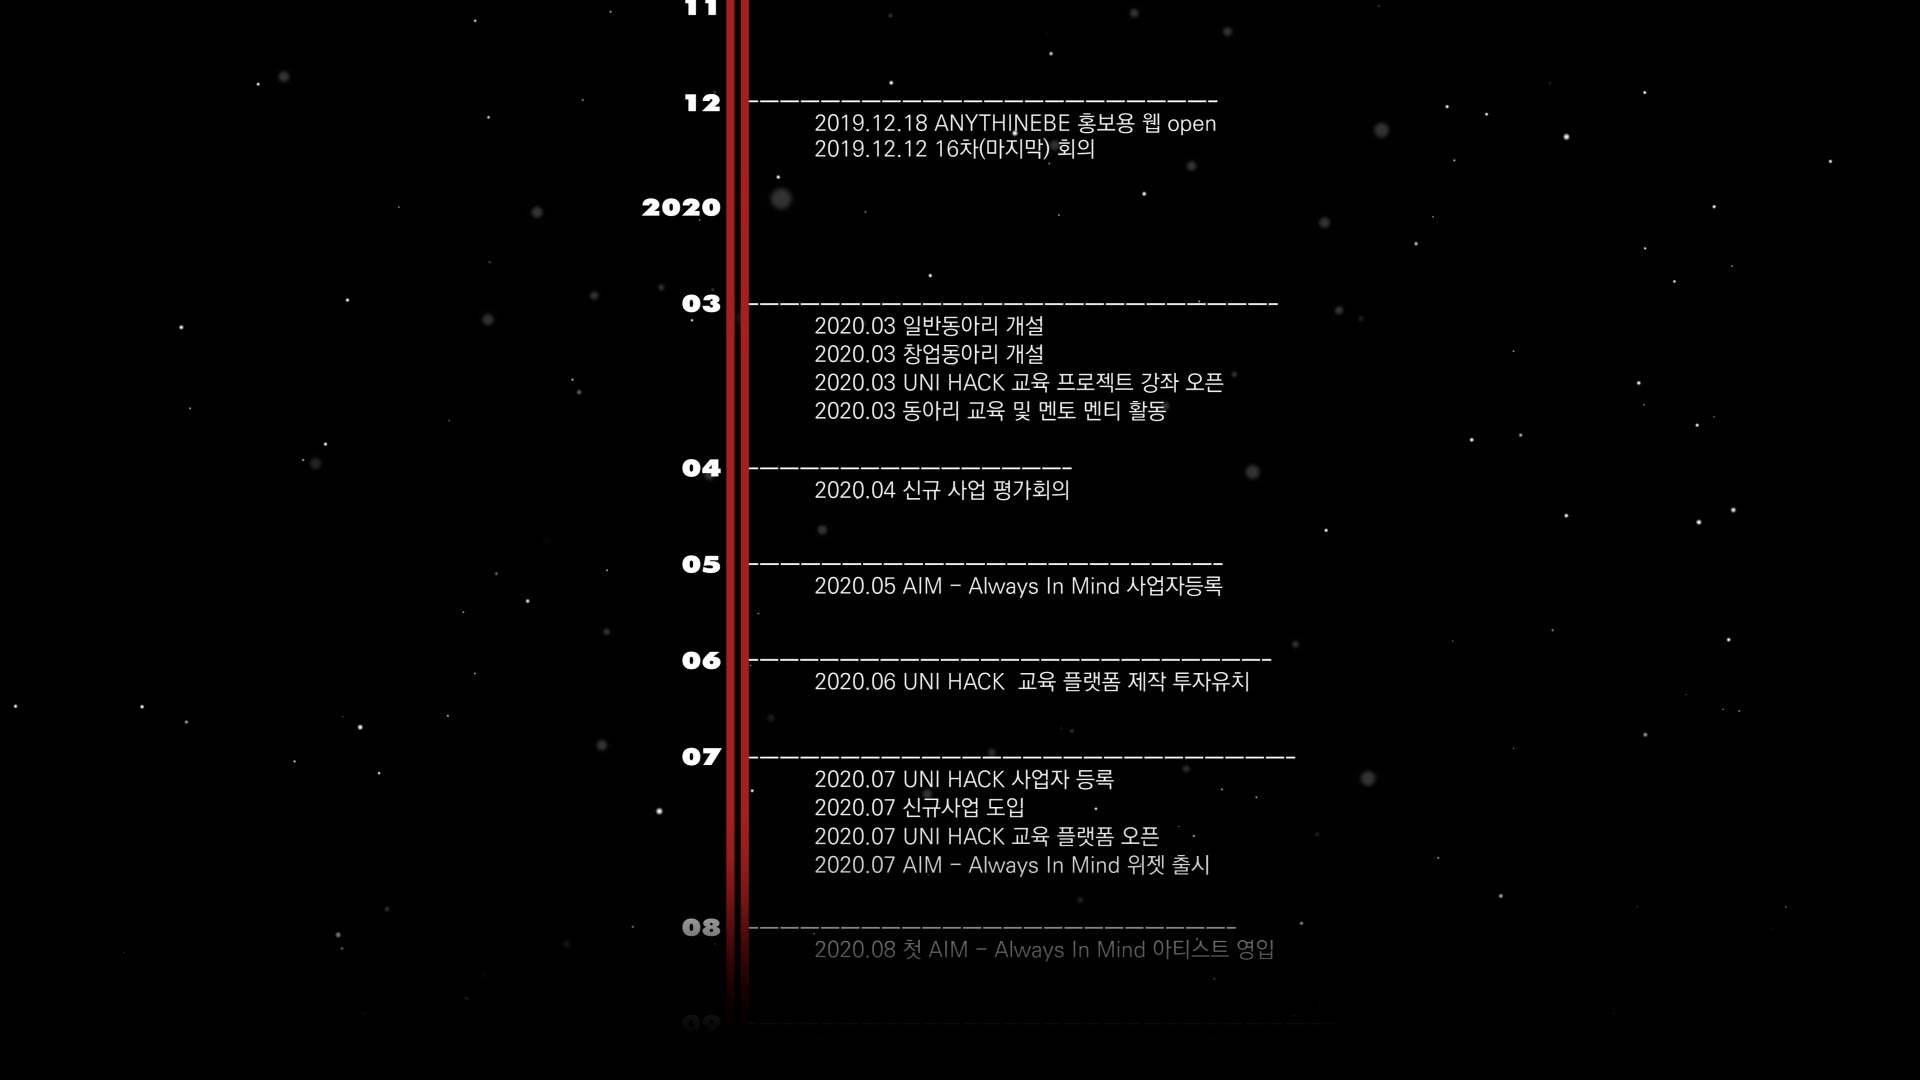 11
12
2019.12.18 ANYTHINEBE 홍보용 웹 open
2019.12.12 16차(마지막) 회의
2020
03
2020.03 일반동아리 개설
2020.03 창업동아리 개설
2020.03 UNI HACK 교육 프로젝트 강좌 오픈
2020.03 동아리 교육 및 멘토 멘티 활동
04
2020.04 신규 사업 평가회의
05
2020.05 AIM - Always In Mind 사업자등록
06
2020.06 UNI HACK  교육 플랫폼 제작 투자유치
07
2020.07 UNI HACK 사업자 등록
2020.07 신규사업 도입
2020.07 UNI HACK 교육 플랫폼 오픈
2020.07 AIM - Always In Mind 위젯 출시
08
2020.08 첫 AIM - Always In Mind 아티스트 영입
09